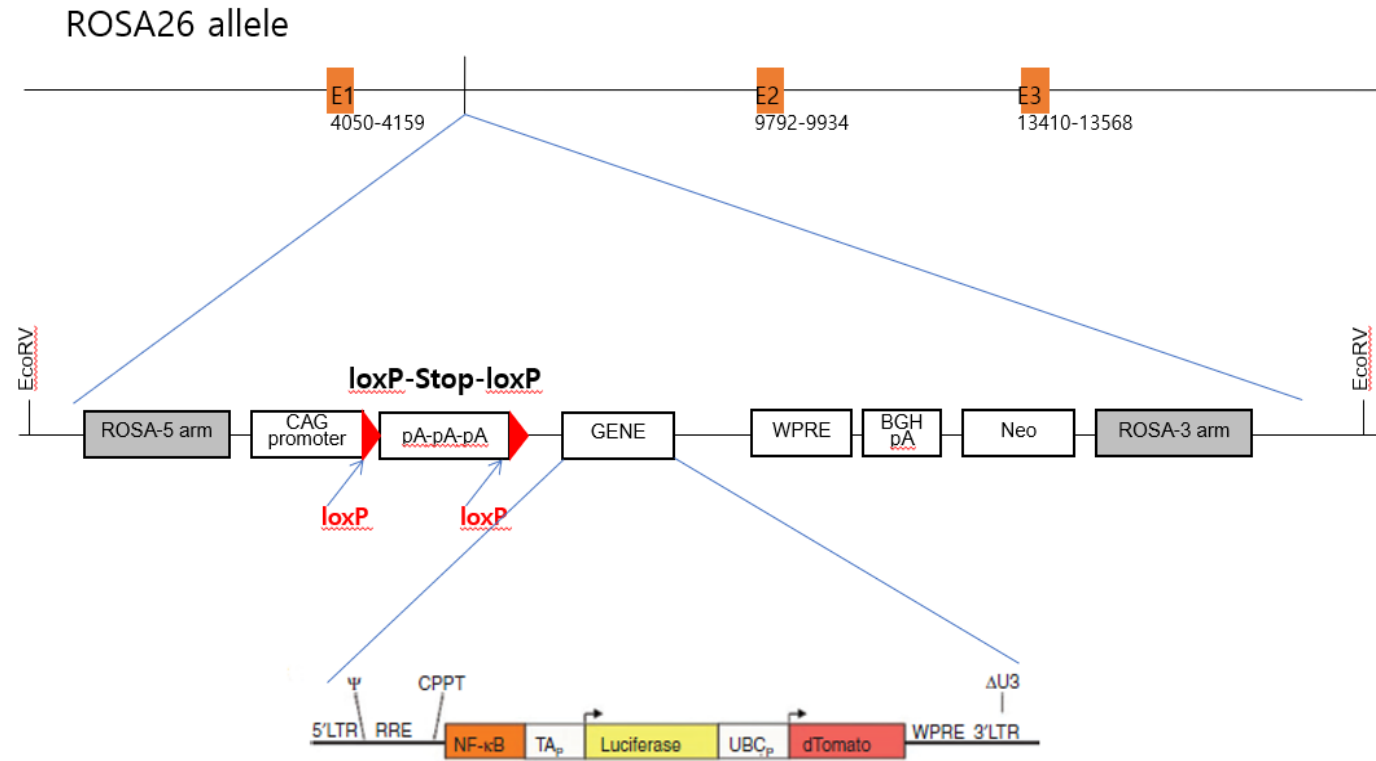 ROSA26 allele
E1
E2
E3
4050-4159
9792-9934
13410-13568
EcoRV
EcoRV
loxP-Stop-loxP
ROSA-5 arm
CAG
promoter
pA-pA-pA
GENE
WPRE
BGH
pA
Neo
ROSA-3 arm
loxP
loxP
Ψ
CPPT
ΔU3
5'LTR
RRE
WPRE
3'LTR
NF-κB
TAP
Luciferase
UBCP
dTomato